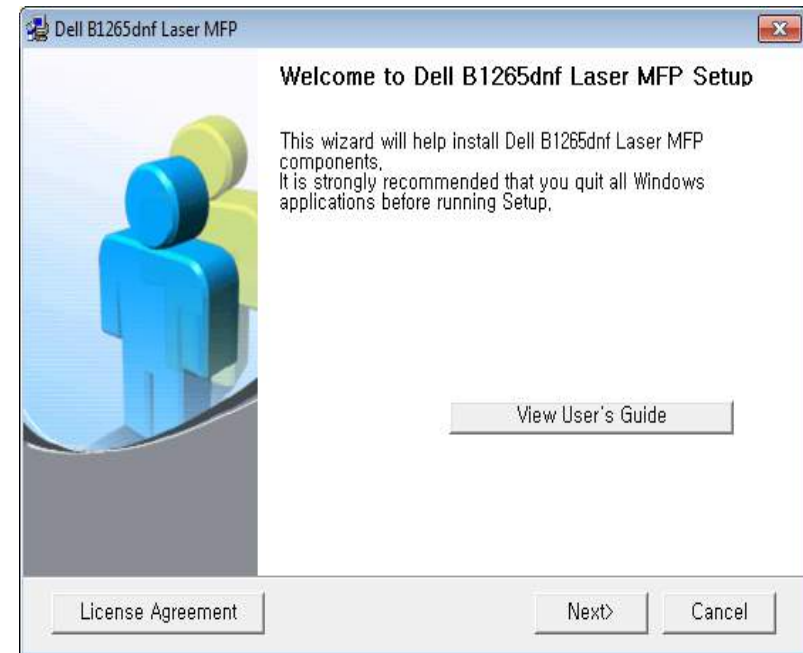 Dell B1265dnf Laser MFP
Welcome to Dell B1265dnf Laser MFP Setup
This wizard will help install Dell B1265dnf Laser MFP
components,
It is strongly recommended that you quit all Windows
applications before running Setup,
View User's Guide
License Agreement
Next>
Cancel